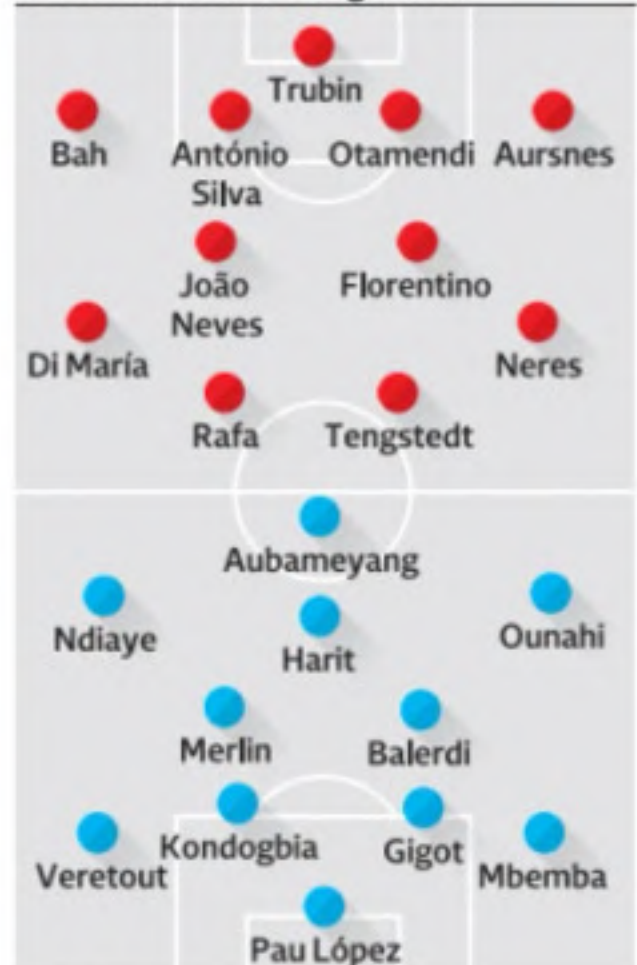 Trubin
Bah
António
Silva
Otamendi
Aursnes
João
Neves
Florentino
Di María
Neres
Rafa
Tengstedt
Aubameyang
Ndiaye
Harit
Ounahi
Merlin
Balerdi
Kondogbia
Gigot
Veretout
Mbemba
Pau López